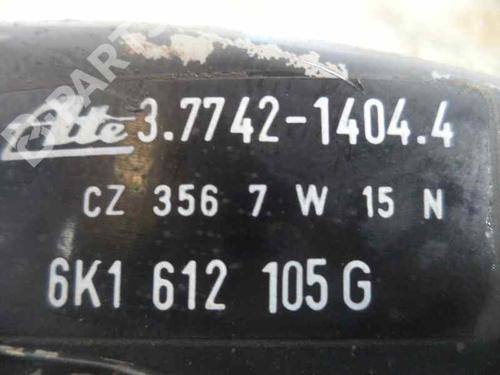 Ate 3.7742-1404.4
CZ 356 7 W 15 N
6K1 612 105 G